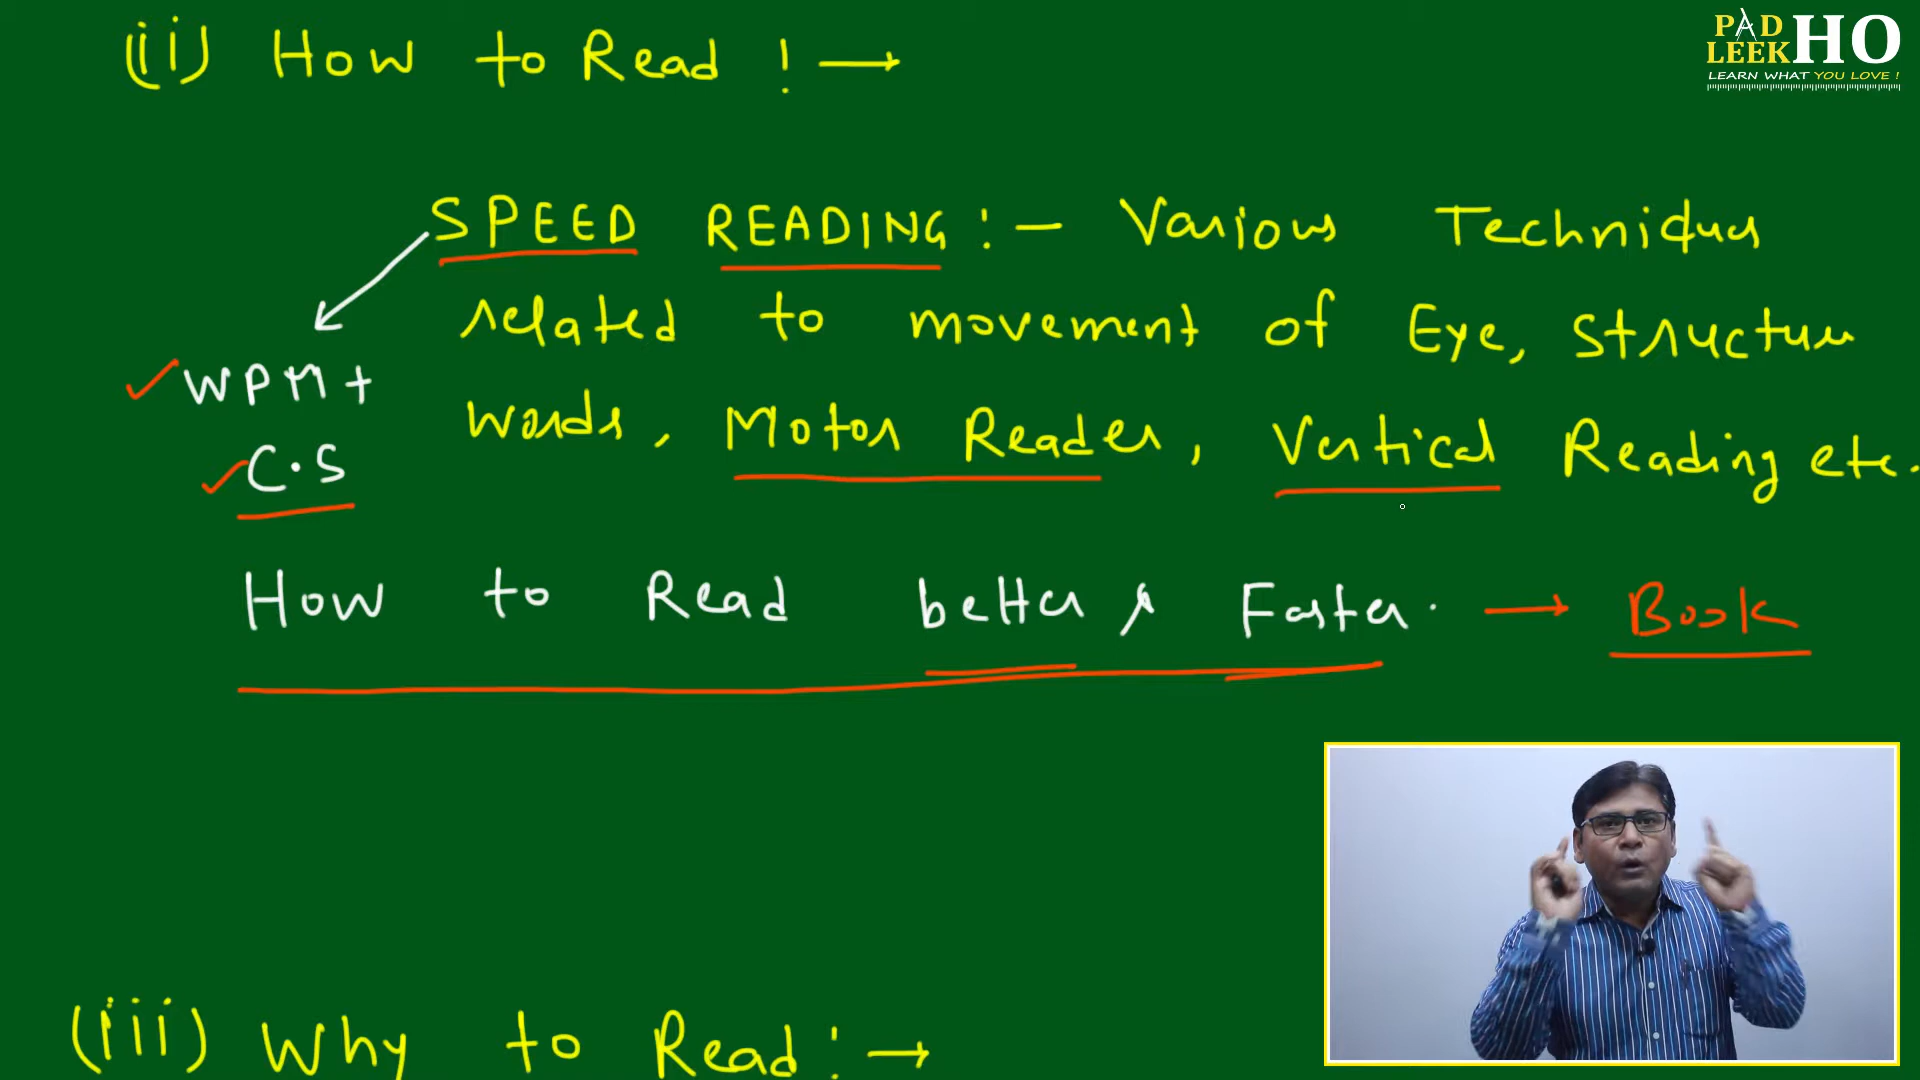 (ii) How to Read !→
PAD LEEK HO
LEARN WHAT YOU LOVE !
SPEED READING :- Various Techniques
related to movement of Eye, structure
words, Motor Reader, Vertical Reading etc.
WPM +
C.S
How to Read better & Faster. → Book
(iii) Why to Read :→